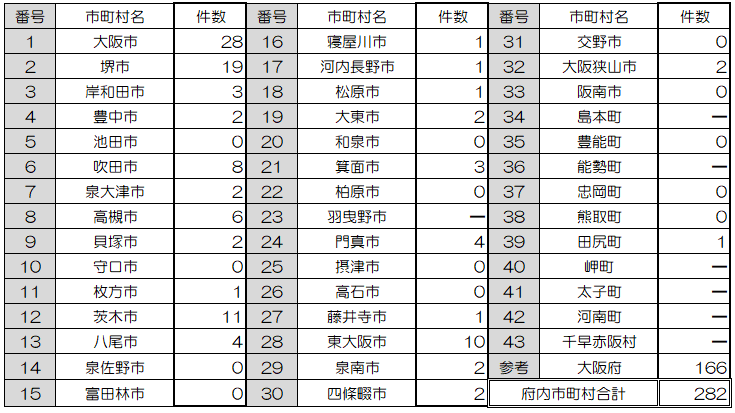 番号 市町村名 件数 番号 市町村名 件数 番号 市町村名 件数
1 大阪市 28 16 寝屋川市 1 31 交野市 0
2 堺市 19 17 河内長野市 1 32 大阪狭山市 2
3 岸和田市 3 18 松原市 1 33 阪南市 0
4 豊中市 2 19 大東市 2 34 島本町 ー
5 池田市 0 20 和泉市 0 35 豊能町 0
6 吹田市 8 21 箕面市 3 36 能勢町 ー
7 泉大津市 2 22 柏原市 0 37 忠岡町 0
8 高槻市 6 23 羽曳野市 ー 38 熊取町 0
9 貝塚市 2 24 門真市 4 39 田尻町 1
10 守口市 0 25 摂津市 0 40 岬町 ー
11 枚方市 1 26 高石市 0 41 太子町 ー
12 茨木市 11 27 藤井寺市 1 42 河南町 ー
13 八尾市 4 28 東大阪市 10 43 千早赤阪村 ー
14 泉佐野市 0 29 泉南市 2 参考 大阪府 166
15 富田林市 0 30 四條畷市 2 府内市町村合計 282